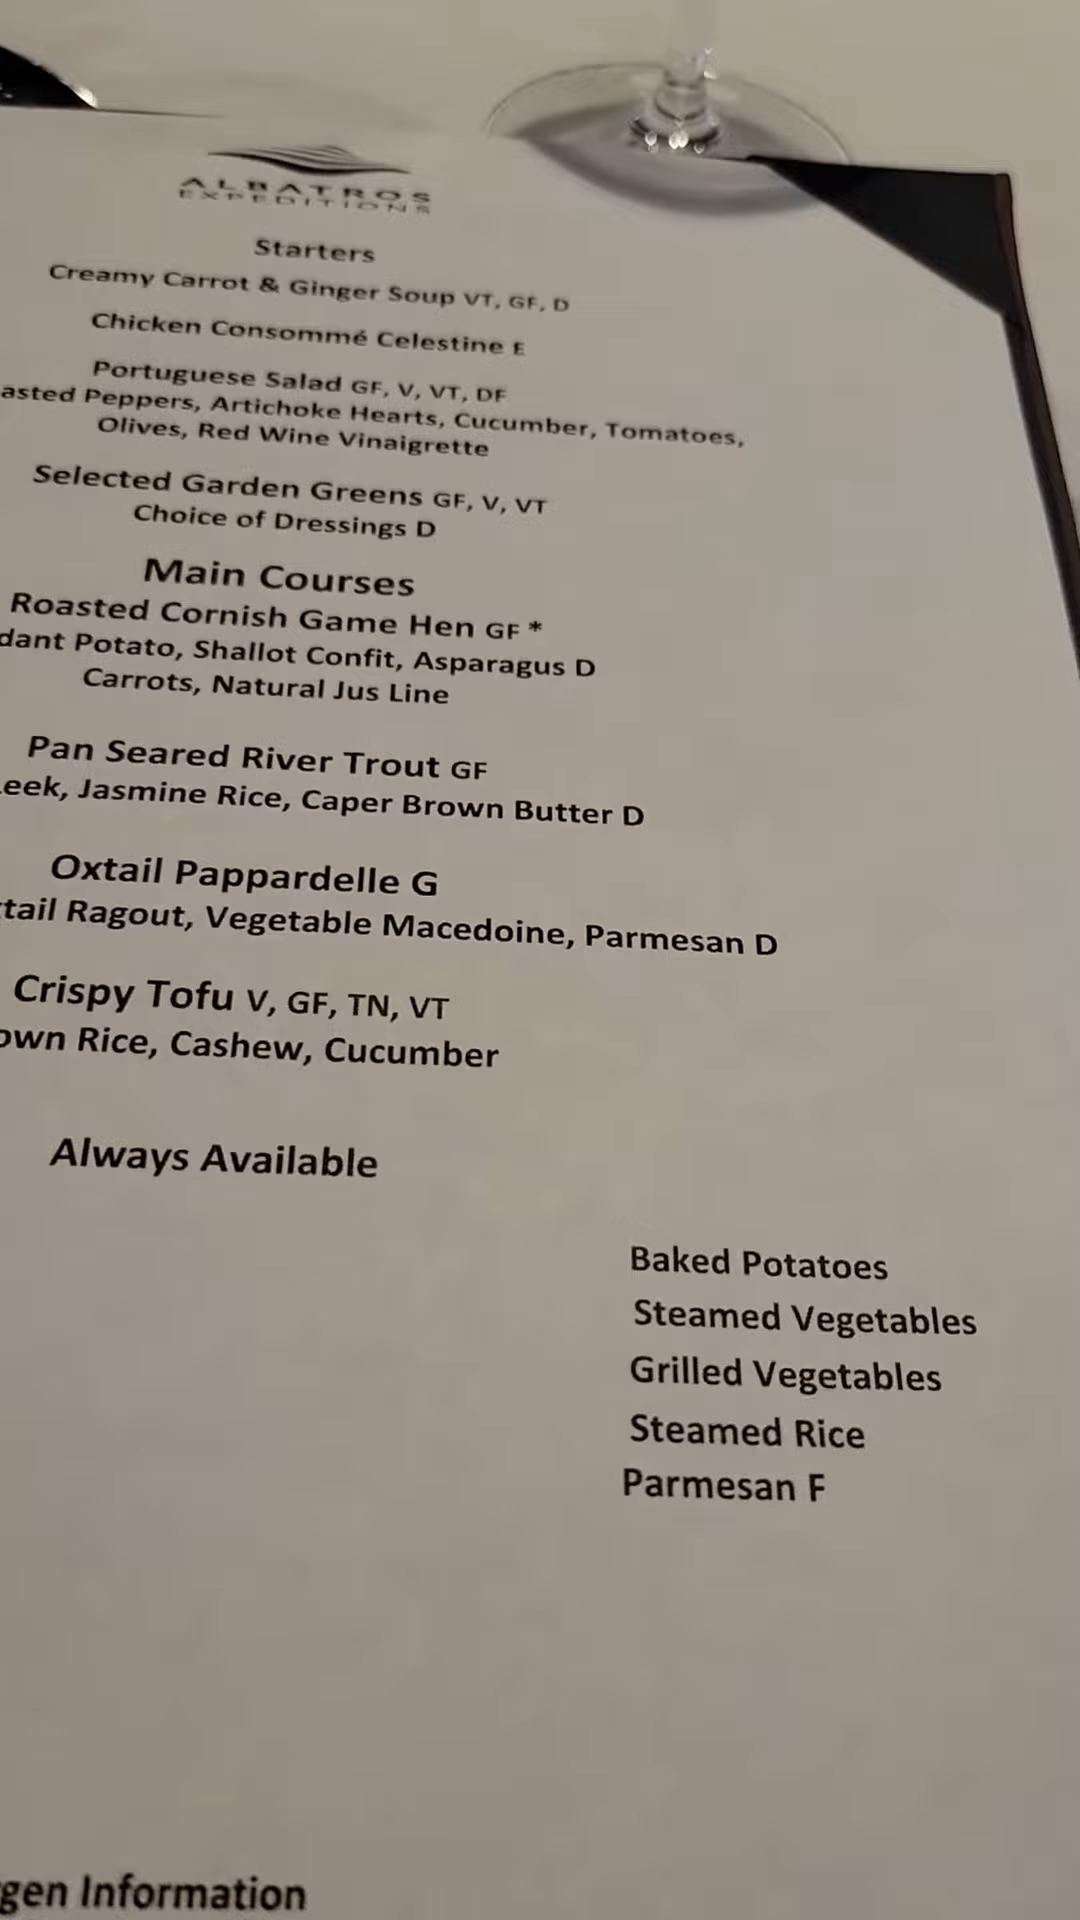 ALBATROS
EXPEDITIONS
Starters
Creamy Carrot & Ginger Soup VT, GF, D
Chicken Consommé Celestine E
Portuguese Salad GF, V, VT, DF
asted Peppers, Artichoke Hearts, Cucumber, Tomatoes,
Olives, Red Wine Vinaigrette
Selected Garden Greens GF, V, VT
Choice of Dressings D
Main Courses
Roasted Cornish Game Hen GF *
dant Potato, Shallot Confit, Asparagus D
Carrots, Natural Jus Line
Pan Seared River Trout GF
eek, Jasmine Rice, Caper Brown Butter D
Oxtail Pappardelle G
tail Ragout, Vegetable Macedoine, Parmesan D
Crispy Tofu V, GF, TN, VT
own Rice, Cashew, Cucumber
Always Available
Baked Potatoes
Steamed Vegetables
Grilled Vegetables
Steamed Rice
Parmesan F
gen Information